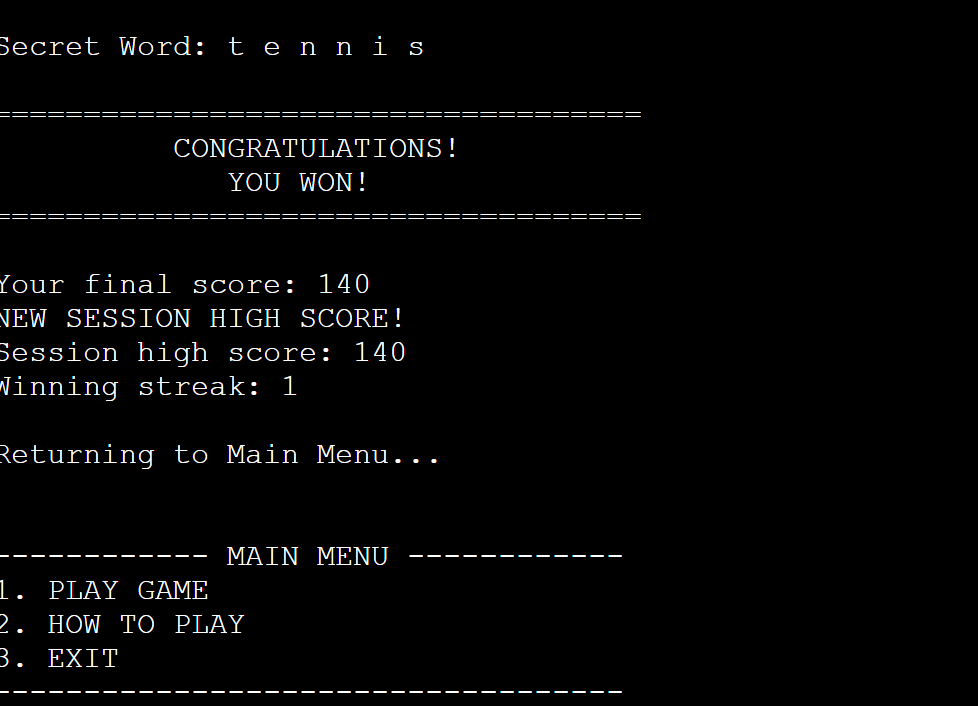 Secret Word: t e n n i s
====================================
CONGRATULATIONS!
YOU WON!
====================================
Your final score: 140
NEW SESSION HIGH SCORE!
Session high score: 140
Winning streak: 1
Returning to Main Menu...
------------ MAIN MENU ------------
1. PLAY GAME
2. HOW TO PLAY
3. EXIT
-----------------------------------